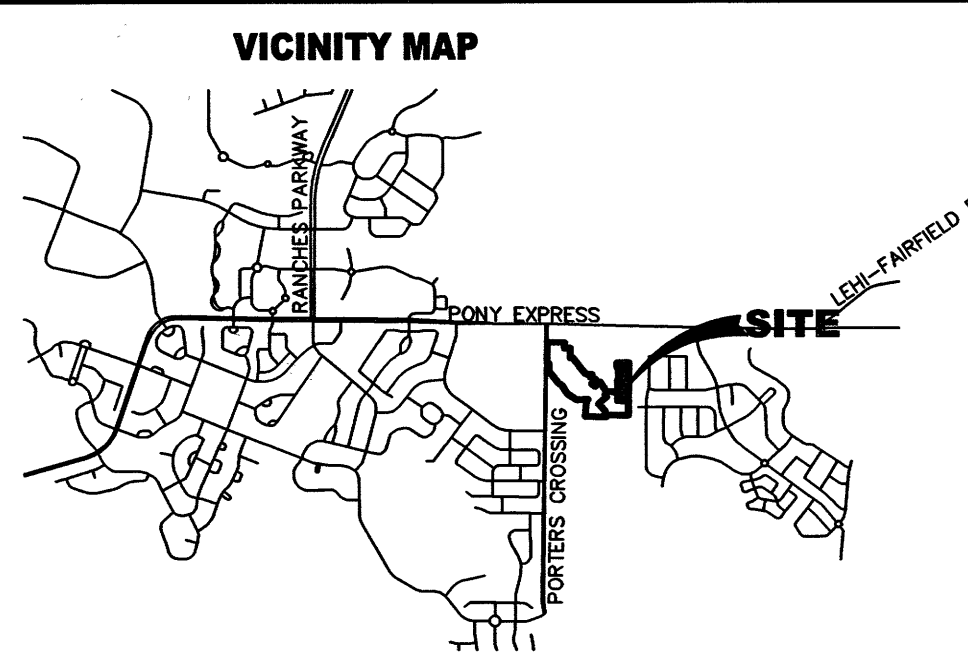 VICINITY MAP
RANCHES PARKWAY
LEHI-FAIRFIELD
PONY EXPRESS
SITE
PORTERS CROSSING